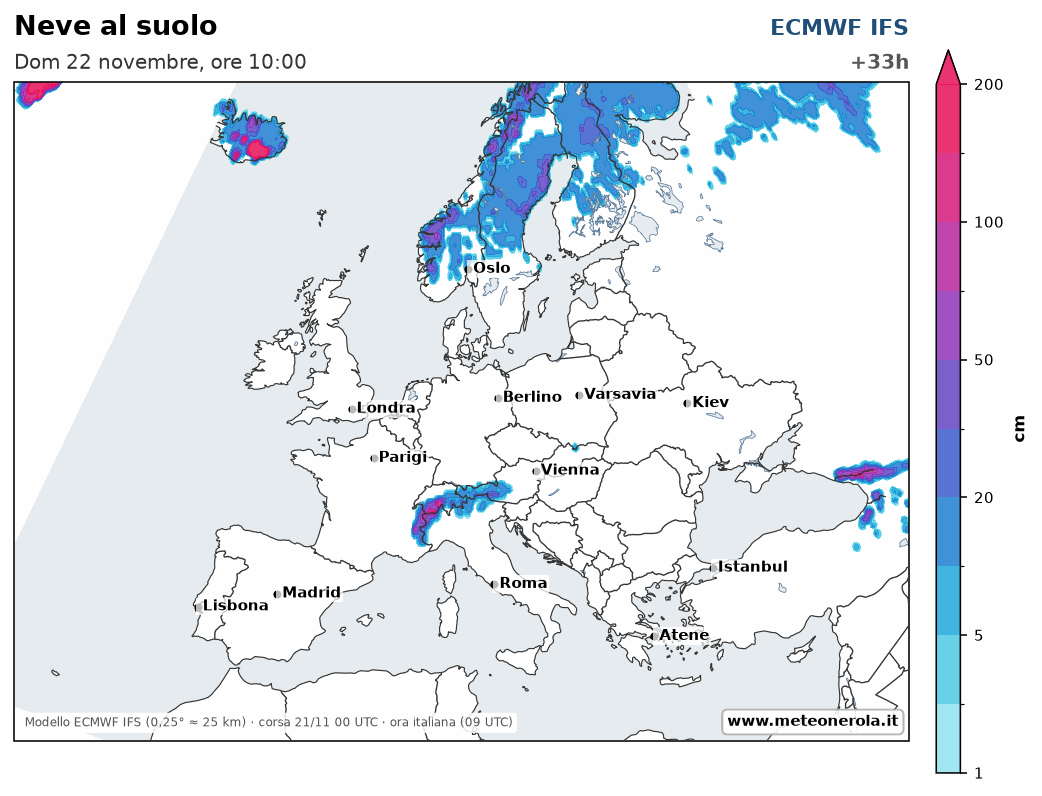 Neve al suolo
ECMWF IFS
Dom 22 novembre, ore 10:00
+33h
200
100
50
20
5
1
cm
Oslo
Londra
Berlino
Varsavia
Kiev
Parigi
Vienna
Istanbul
Roma
Madrid
Lisbona
Atene
Modello ECMWF IFS (0,25° ≈ 25 km) · corsa 21/11 00 UTC · ora italiana (09 UTC)
www.meteonerola.it